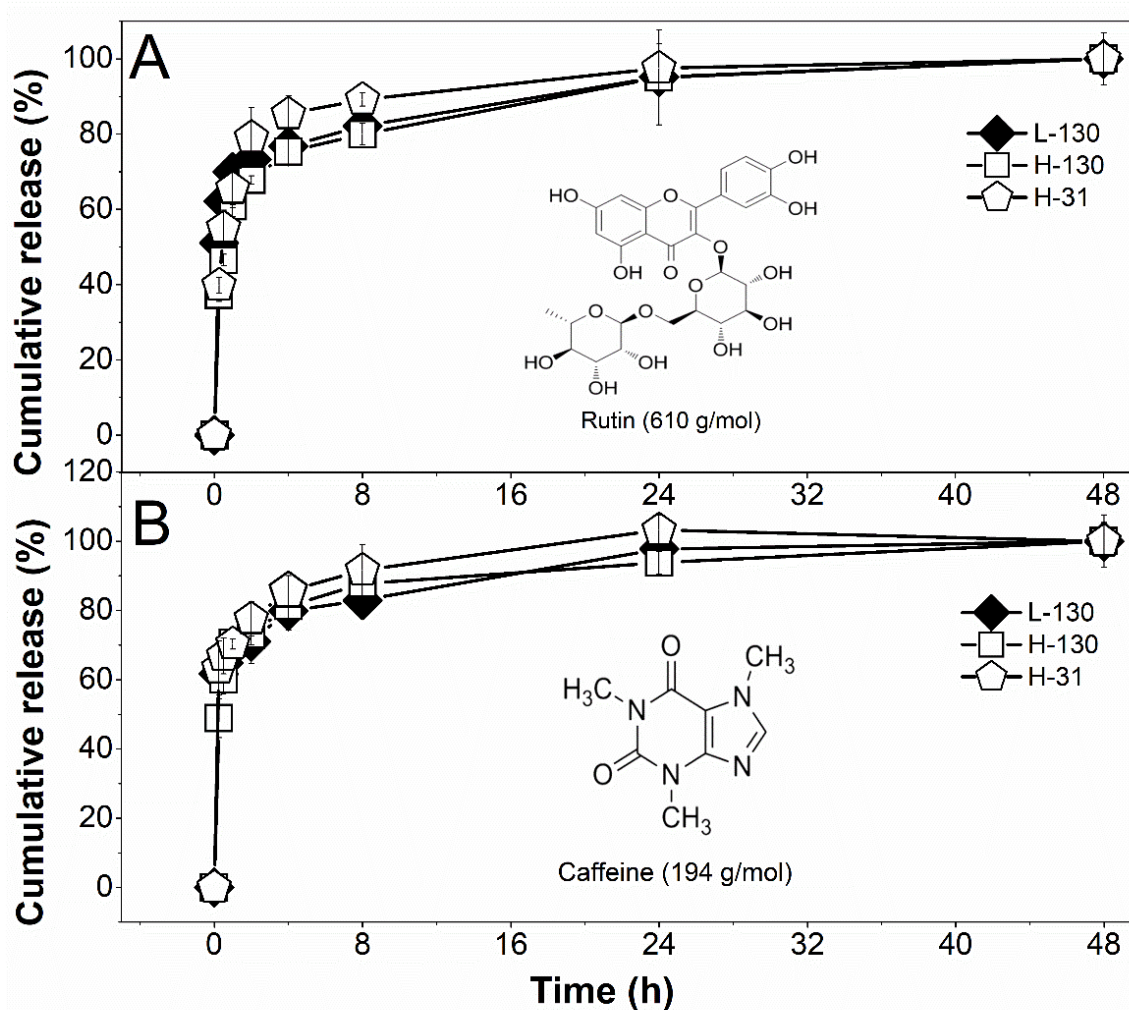 A
Cumulative release (%)
100
80
60
40
20
0
L-130
H-130
H-31
OH
OH
HO
O
OH
O
O
O
OH
OH
OH
OH
O
O
HO
OH
OH
Rutin (610 g/mol)
0 8 16 24 32 40 48
B
Cumulative release (%)
120
100
80
60
40
20
0
L-130
H-130
H-31
O
CH3
H3C
N
N
O
N
N
CH3
Caffeine (194 g/mol)
0 8 16 24 32 40 48
Time (h)